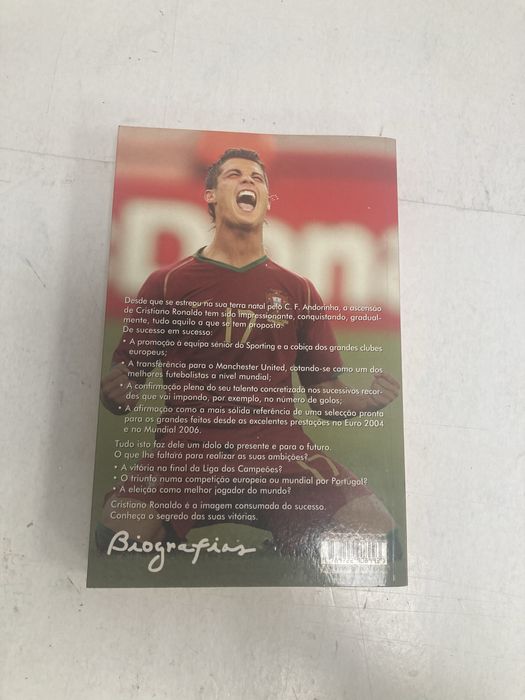 Desde que se estreou na sua terra natal pelo C. F. Andorinha, a ascensão
de Cristiano Ronaldo tem sido impressionante, conquistando, gradual-
mente, tudo aquilo a que se tem proposto.
De sucesso em sucesso:
• A promoção à equipa sénior do Sporting e a cobiça dos grandes clubes
europeus;
• A transferência para o Manchester United, cotando-se como um dos
melhores futebolistas a nível mundial;
• A confirmação plena do seu talento concretizada nos sucessivos recor-
des que vai impondo, por exemplo, no número de golos;
• A afirmação como a mais sólida referência de uma selecção pronta
para os grandes feitos desde as excelentes prestações no Euro 2004
e no Mundial 2006.
Tudo isto faz dele um ídolo do presente e para o futuro.
O que lhe faltará para realizar as suas ambições?
• A vitória na final da Liga dos Campeões?
• O triunfo numa competição europeia ou mundial por Portugal?
• A eleição como melhor jogador do mundo?
Cristiano Ronaldo é a imagem consumada do sucesso.
Conheça o segredo das suas vitórias.
Biografias